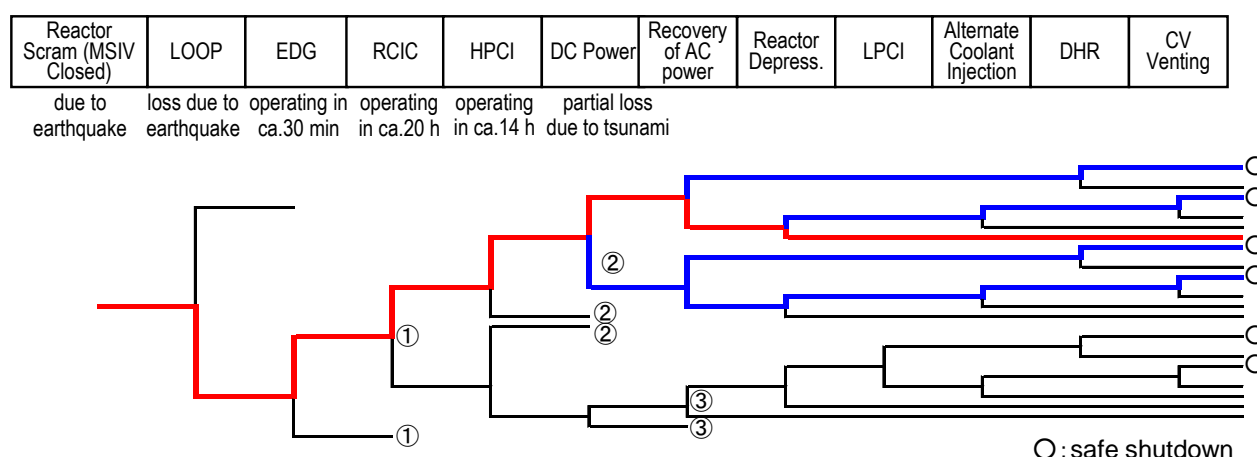 Reactor
Scram (MSIV
Closed)
LOOP
EDG
RCIC
HPCI
DC Power
Recovery
of AC
power
Reactor
Depress.
LPCI
Alternate
Coolant
Injection
DHR
CV
Venting
due to
earthquake
loss due to
earthquake
operating in
ca.30 min
operating
in ca.20 h
operating
in ca.14 h
partial loss
due to tsunami
②
②
②
①
③
③
①
○: safe shutdown